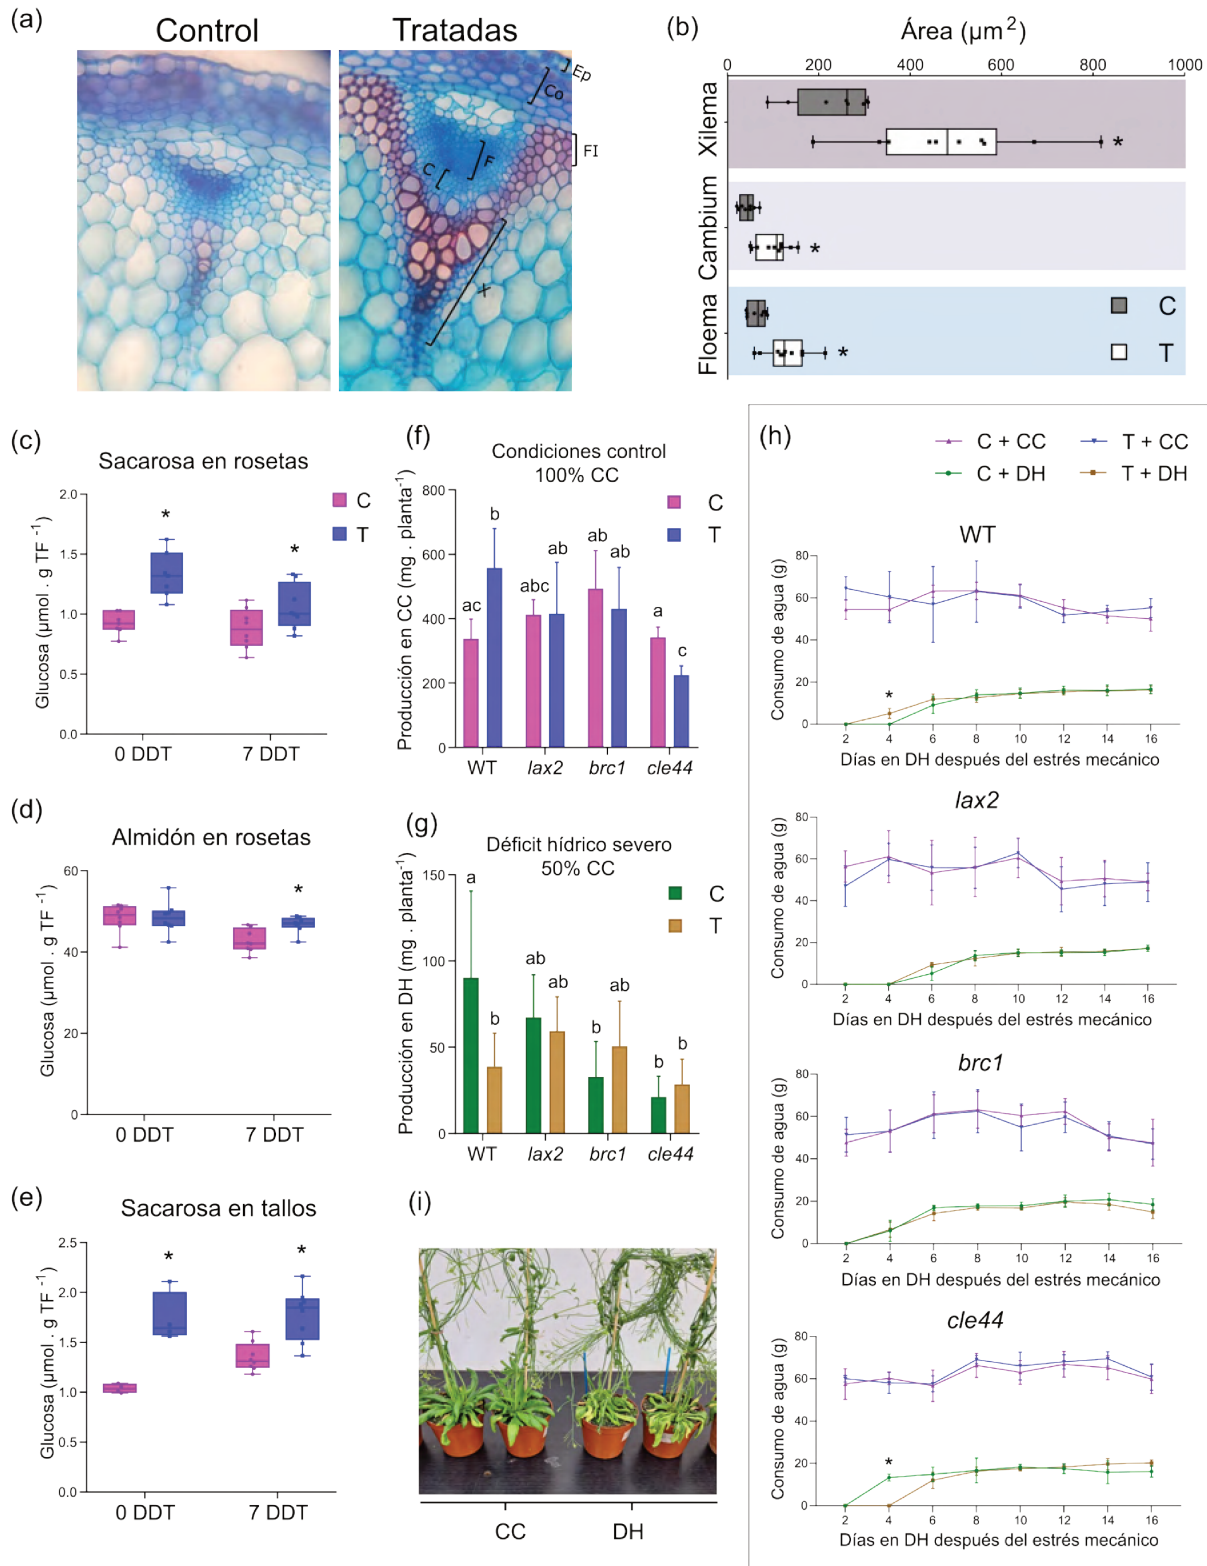 (a)
Control
Tratadas
Ep
Co
FI
F
C
X
(b)
Área (µm²)
0 200 400 600 800 1000
Xilema
*
Cambium
*
Floema
*
C
T
(c)
Sacarosa en rosetas
C
T
Glucosa (µmol . g TF⁻¹)
2.0
1.5
1.0
0.5
0.0
* *
0 DDT 7 DDT
(d)
Almidón en rosetas
Glucosa (µmol . g TF⁻¹)
60
40
20
0
*
0 DDT 7 DDT
(e)
Sacarosa en tallos
Glucosa (µmol . g TF⁻¹)
2.5
2.0
1.5
1.0
0.5
0.0
* *
0 DDT 7 DDT
(f)
Condiciones control
100% CC
C
T
Producción en CC (mg . planta⁻¹)
800
600
400
200
0
ac b abc ab ab ab a c
WT lax2 brc1 cle44
(g)
Déficit hídrico severo
50% CC
C
T
Producción en DH (mg . planta⁻¹)
150
100
50
0
a b ab ab b ab b b
WT lax2 brc1 cle44
(i)
CC DH
(h)
C + CC T + CC
C + DH T + DH
WT
Consumo de agua (g)
80
60
40
20
0
*
2 4 6 8 10 12 14 16
Días en DH después del estrés mecánico
lax2
Consumo de agua (g)
80
60
40
20
0
2 4 6 8 10 12 14 16
Días en DH después del estrés mecánico
brc1
Consumo de agua (g)
80
60
40
20
0
2 4 6 8 10 12 14 16
Días en DH después del estrés mecánico
cle44
Consumo de agua (g)
80
60
40
20
0
*
2 4 6 8 10 12 14 16
Días en DH después del estrés mecánico